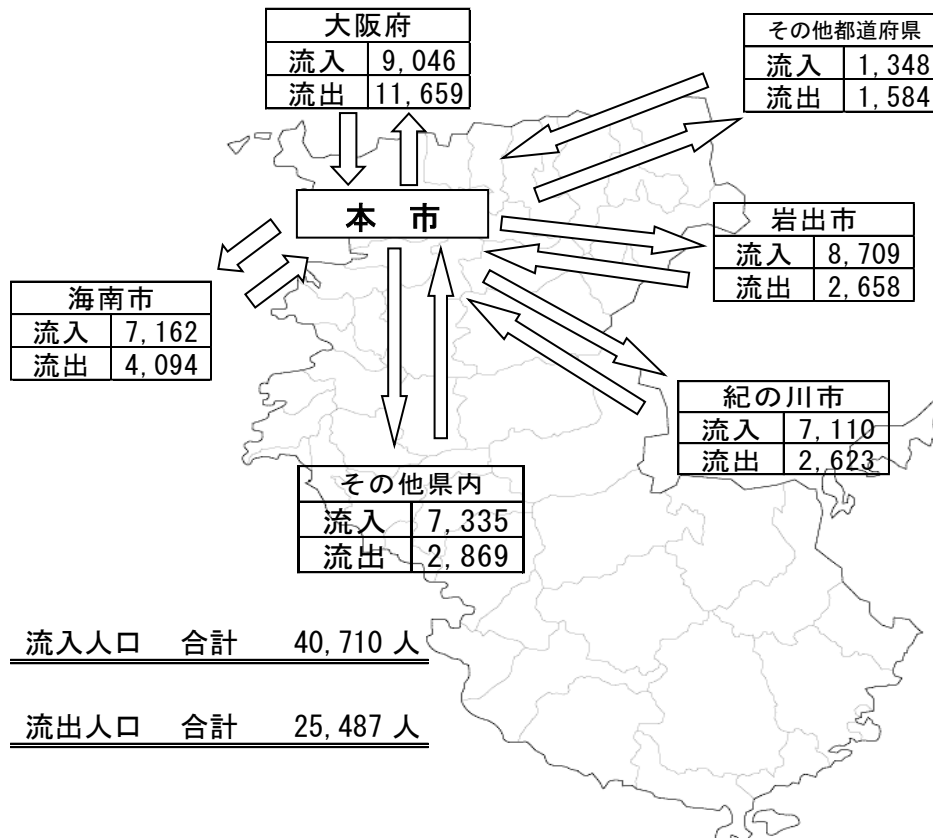 大阪府
流入 9,046
流出 11,659
その他都道府県
流入 1,348
流出 1,584
本 市
岩出市
流入 8,709
流出 2,658
海南市
流入 7,162
流出 4,094
紀の川市
流入 7,110
流出 2,623
その他県内
流入 7,335
流出 2,869
流入人口 合計 40,710 人
流出人口 合計 25,487 人